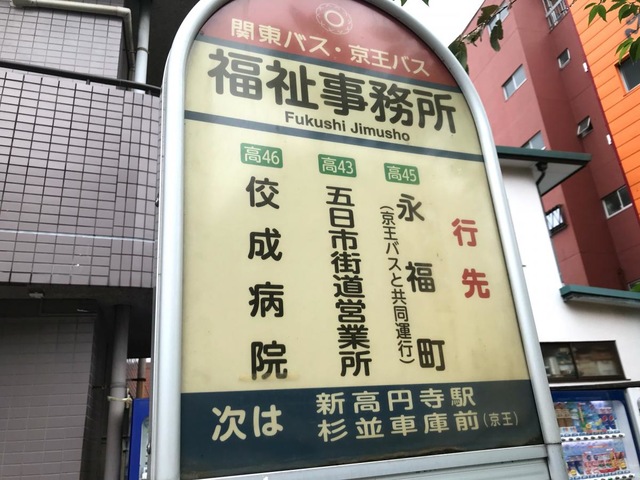 関東バス・京王バス
福祉事務所
Fukushi Jimusho
行先
高45
永福町
(京王バスと共同運行)
高43
五日市街道営業所
高46
佼成病院
次は
新高円寺駅
杉並車庫前(京王)